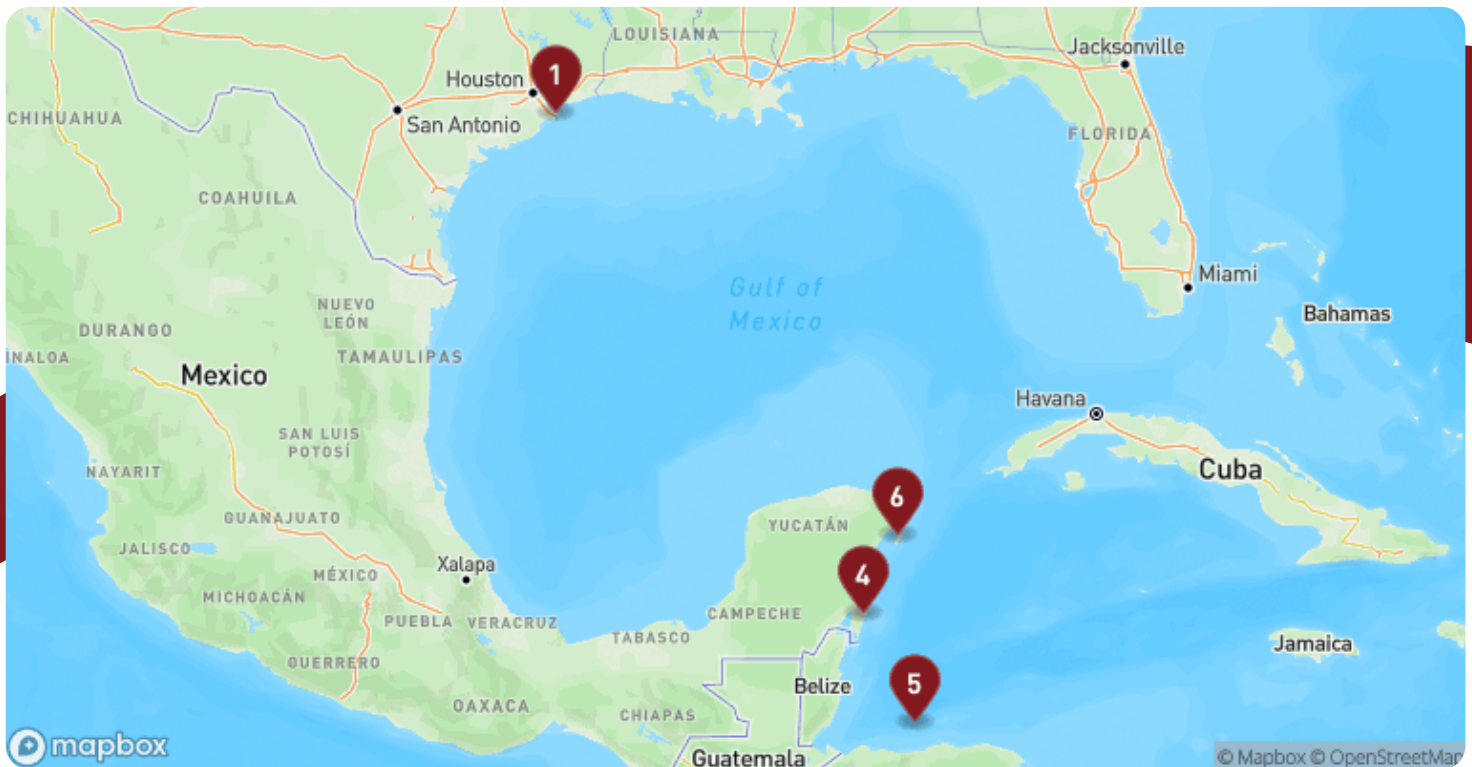 LOUISIANA
Jacksonville
Houston
1
San Antonio
CHIHUAHUA
FLORIDA
COAHUILA
Gulf of
Mexico
Miami
NUEVO
LEÓN
Bahamas
DURANGO
INALOA
TAMAULIPAS
Mexico
Havana
SAN LUIS
POTOSÍ
NAYARIT
Cuba
6
YUCATÁN
GUANAJUATO
JALISCO
Xalapa
MÉXICO
4
MICHOACÁN
PUEBLA
VERACRUZ
CAMPECHE
TABASCO
Jamaica
GUERRERO
Belize
5
OAXACA
CHIAPAS
mapbox
Guatemala
© Mapbox © OpenStreetMap